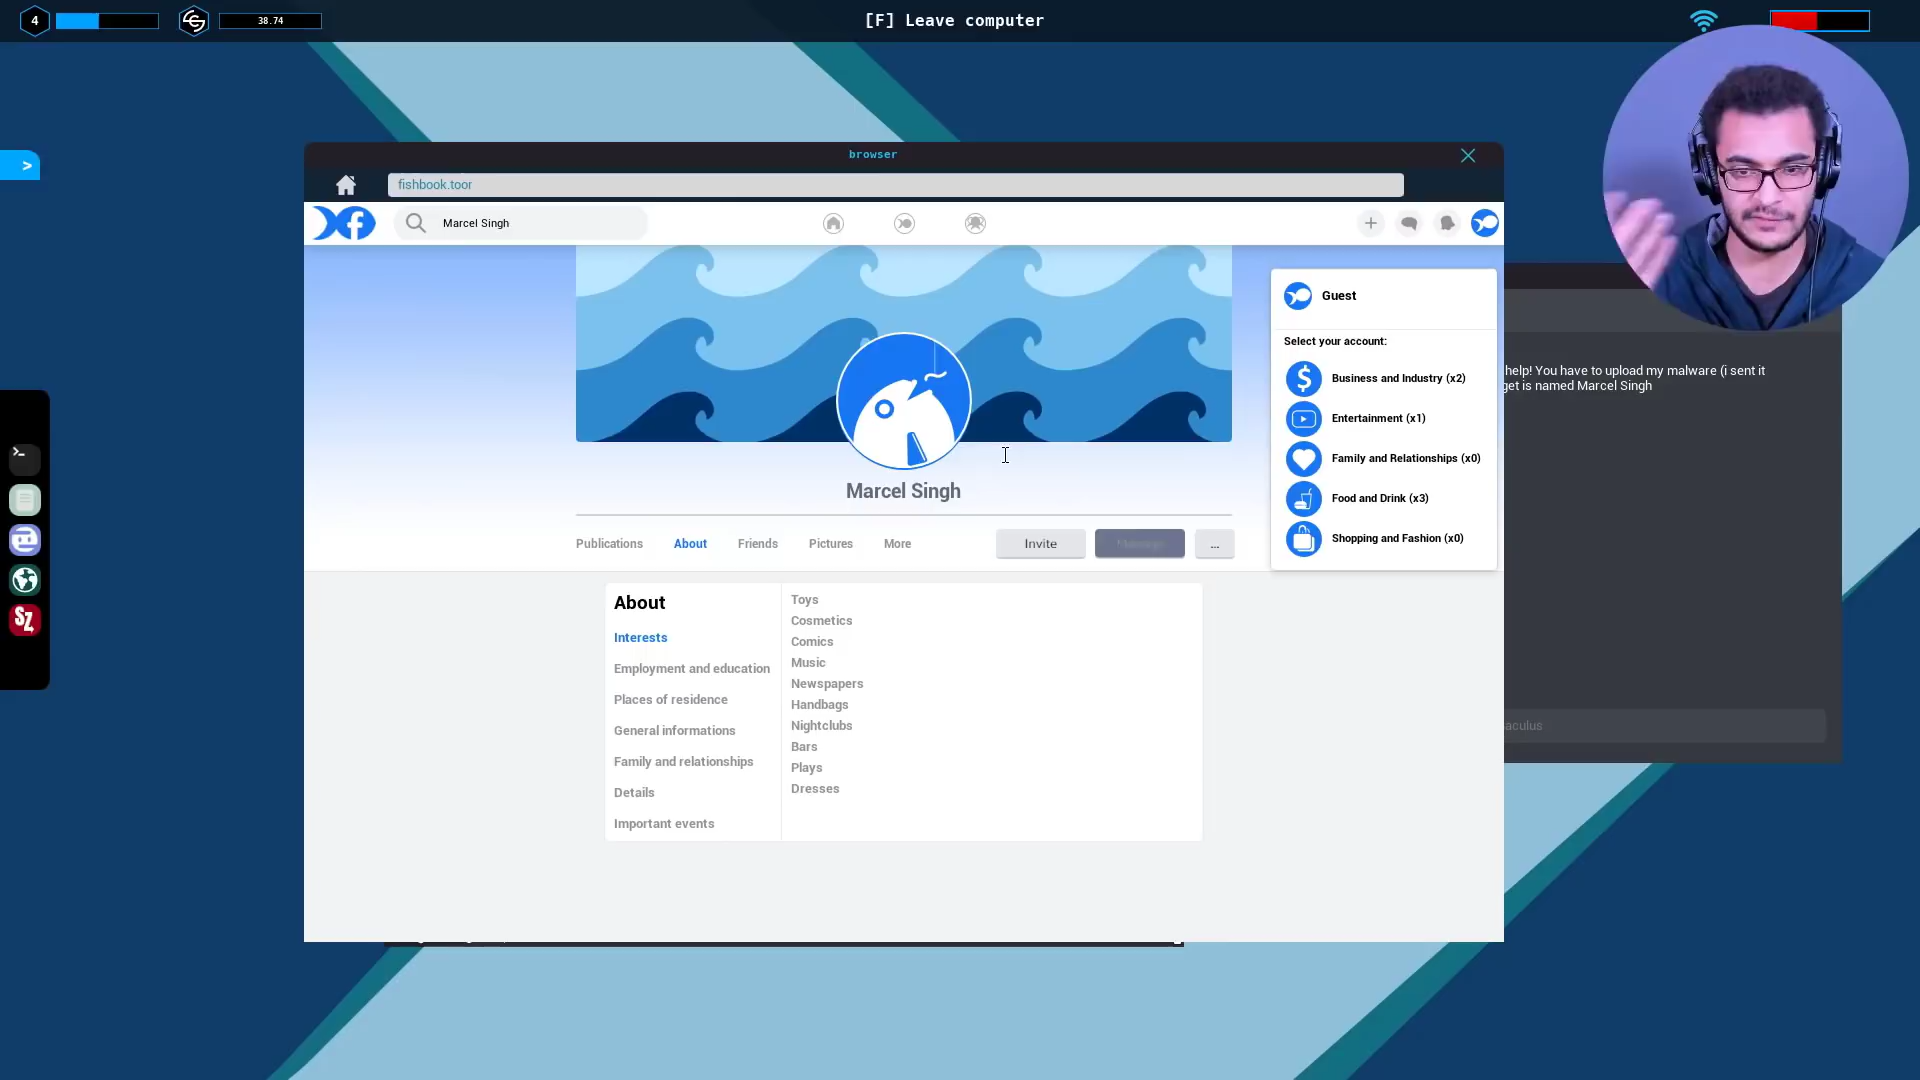 4
38.74
[F] Leave computer
>
browser
fishbook.toor
Marcel Singh
Guest
Select your account:
Business and Industry (x2)
Entertainment (x1)
Family and Relationships (x0)
Food and Drink (x3)
Shopping and Fashion (x0)
help! You have to upload my malware (i sent it
get is named Marcel Singh
Marcel Singh
Publications
About
Friends
Pictures
More
Invite
...
About
Interests
Employment and education
Places of residence
General informations
Family and relationships
Details
Important events
Toys
Cosmetics
Comics
Music
Newspapers
Handbags
Nightclubs
Bars
Plays
Dresses
aculus